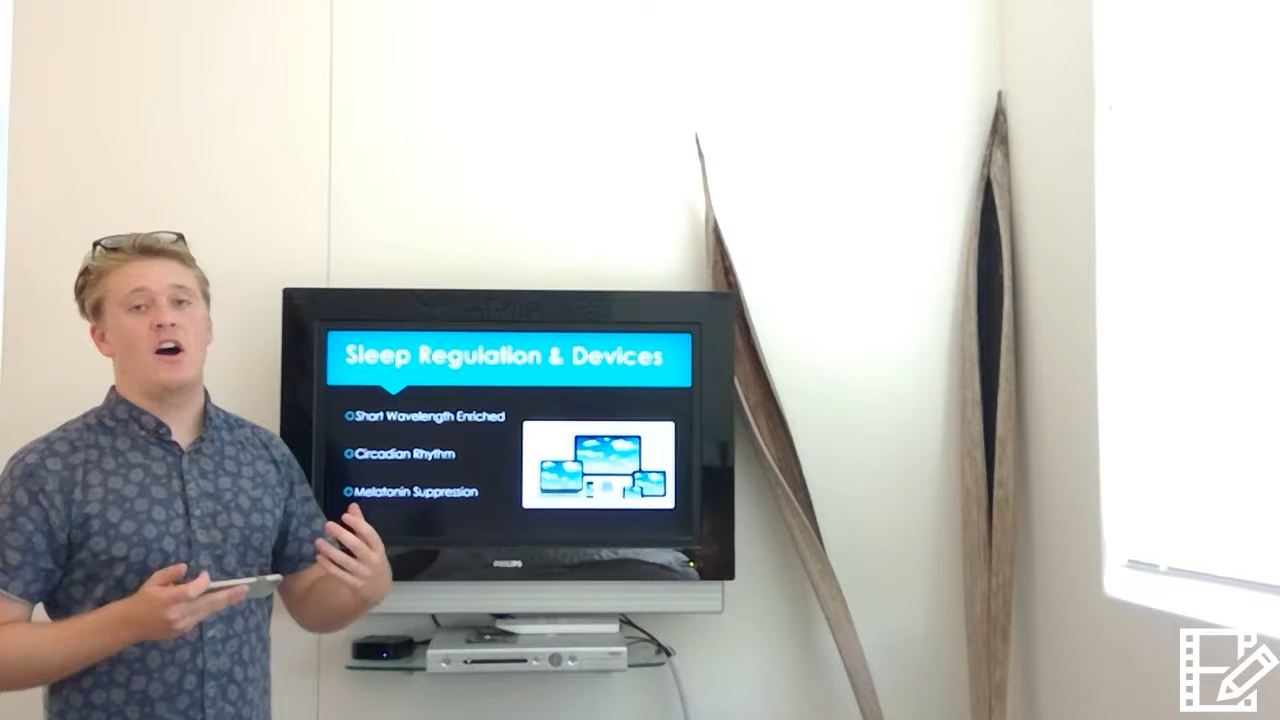 Sleep Regulation & Devices
Short Wavelength Enriched
Circadian Rhythm
Melatonin Suppression
PHILIPS